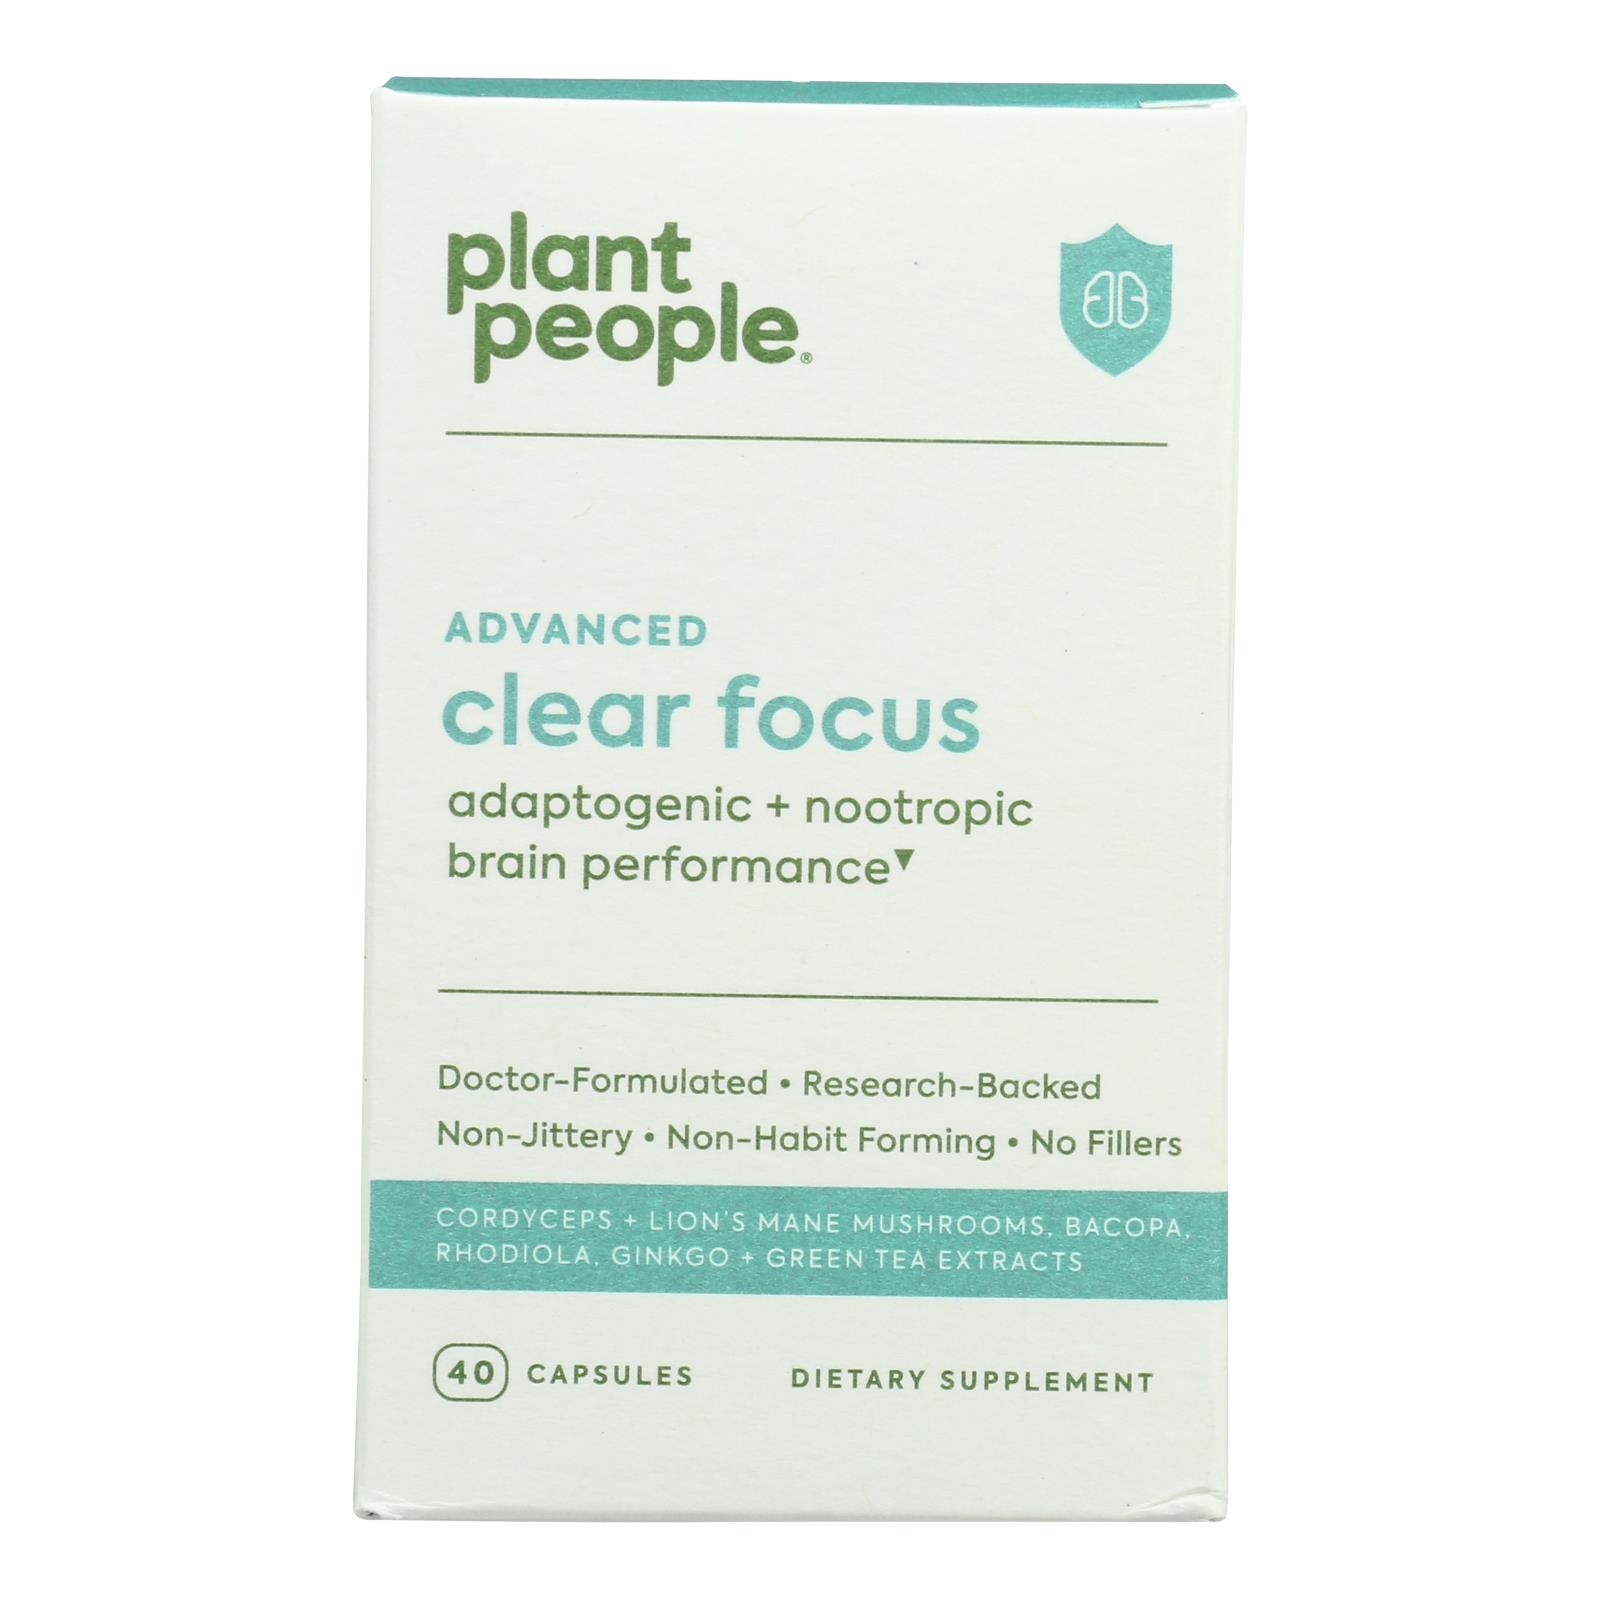 plant
people®
ADVANCED
clear focus
adaptogenic + nootropic
brain performance▼
Doctor-Formulated • Research-Backed
Non-Jittery • Non-Habit Forming • No Fillers
CORDYCEPS + LION'S MANE MUSHROOMS, BACOPA,
RHODIOLA, GINKGO + GREEN TEA EXTRACTS
40 CAPSULES DIETARY SUPPLEMENT